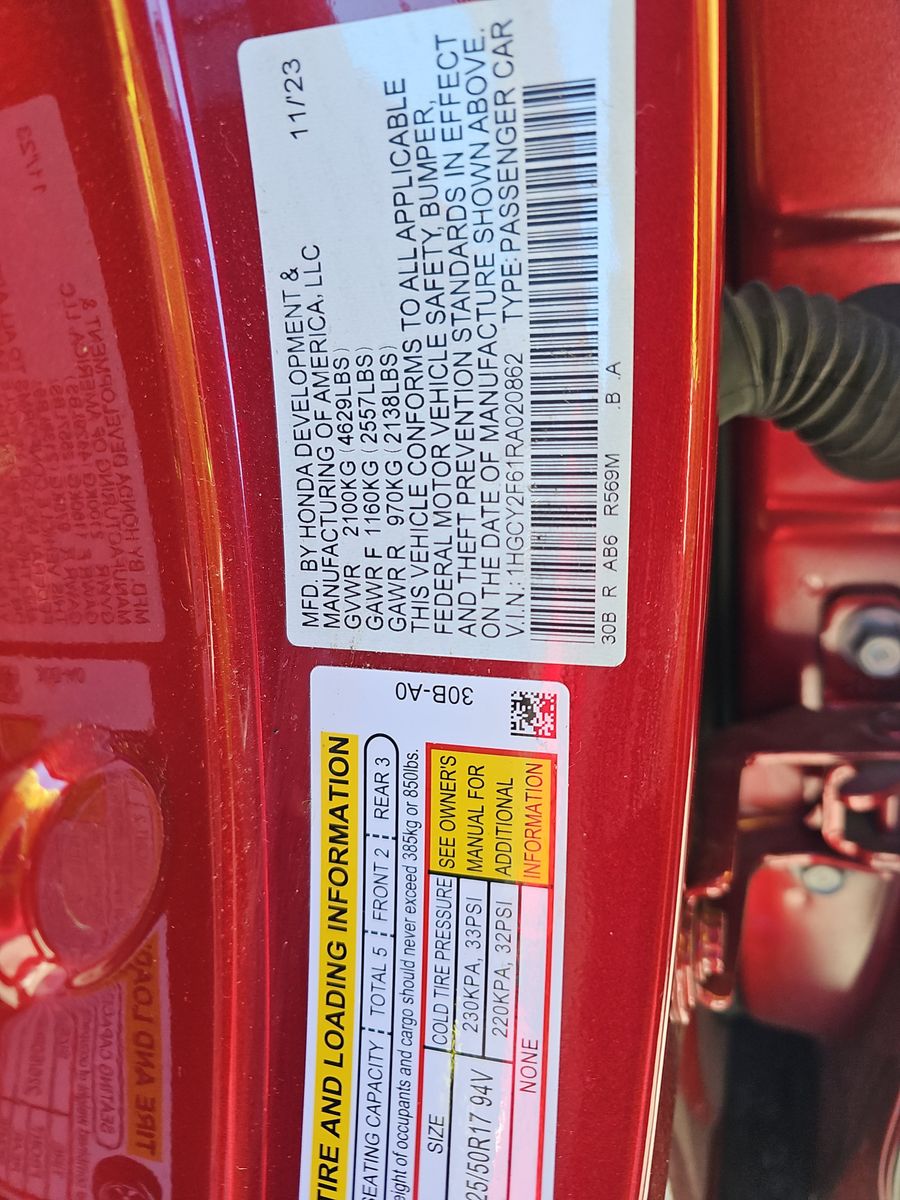 MFD. BY HONDA DEVELOPMENT & 11/'23
MANUFACTURING OF AMERICA, LLC
GVWR 2100KG (4629LBS)
GAWR F 1160KG (2557LBS)
GAWR R 970KG (2138LBS)
THIS VEHICLE CONFORMS TO ALL APPLICABLE
FEDERAL MOTOR VEHICLE SAFETY, BUMPER,
AND THEFT PREVENTION STANDARDS IN EFFECT
ON THE DATE OF MANUFACTURE SHOWN ABOVE.
V.I.N.: 1HGCY2F61RA020862 TYPE: PASSENGER CAR
30B R AB6 R569M .B .A
30B-A0
TIRE AND LOADING INFORMATION
SEATING CAPACITY TOTAL 5 FRONT 2 REAR 3
eight of occupants and cargo should never exceed 385kg or 850lbs.
SIZE COLD TIRE PRESSURE
25/50R17 94V 230KPA, 33PSI
220KPA, 32PSI
NONE
SEE OWNER'S
MANUAL FOR
ADDITIONAL
INFORMATION